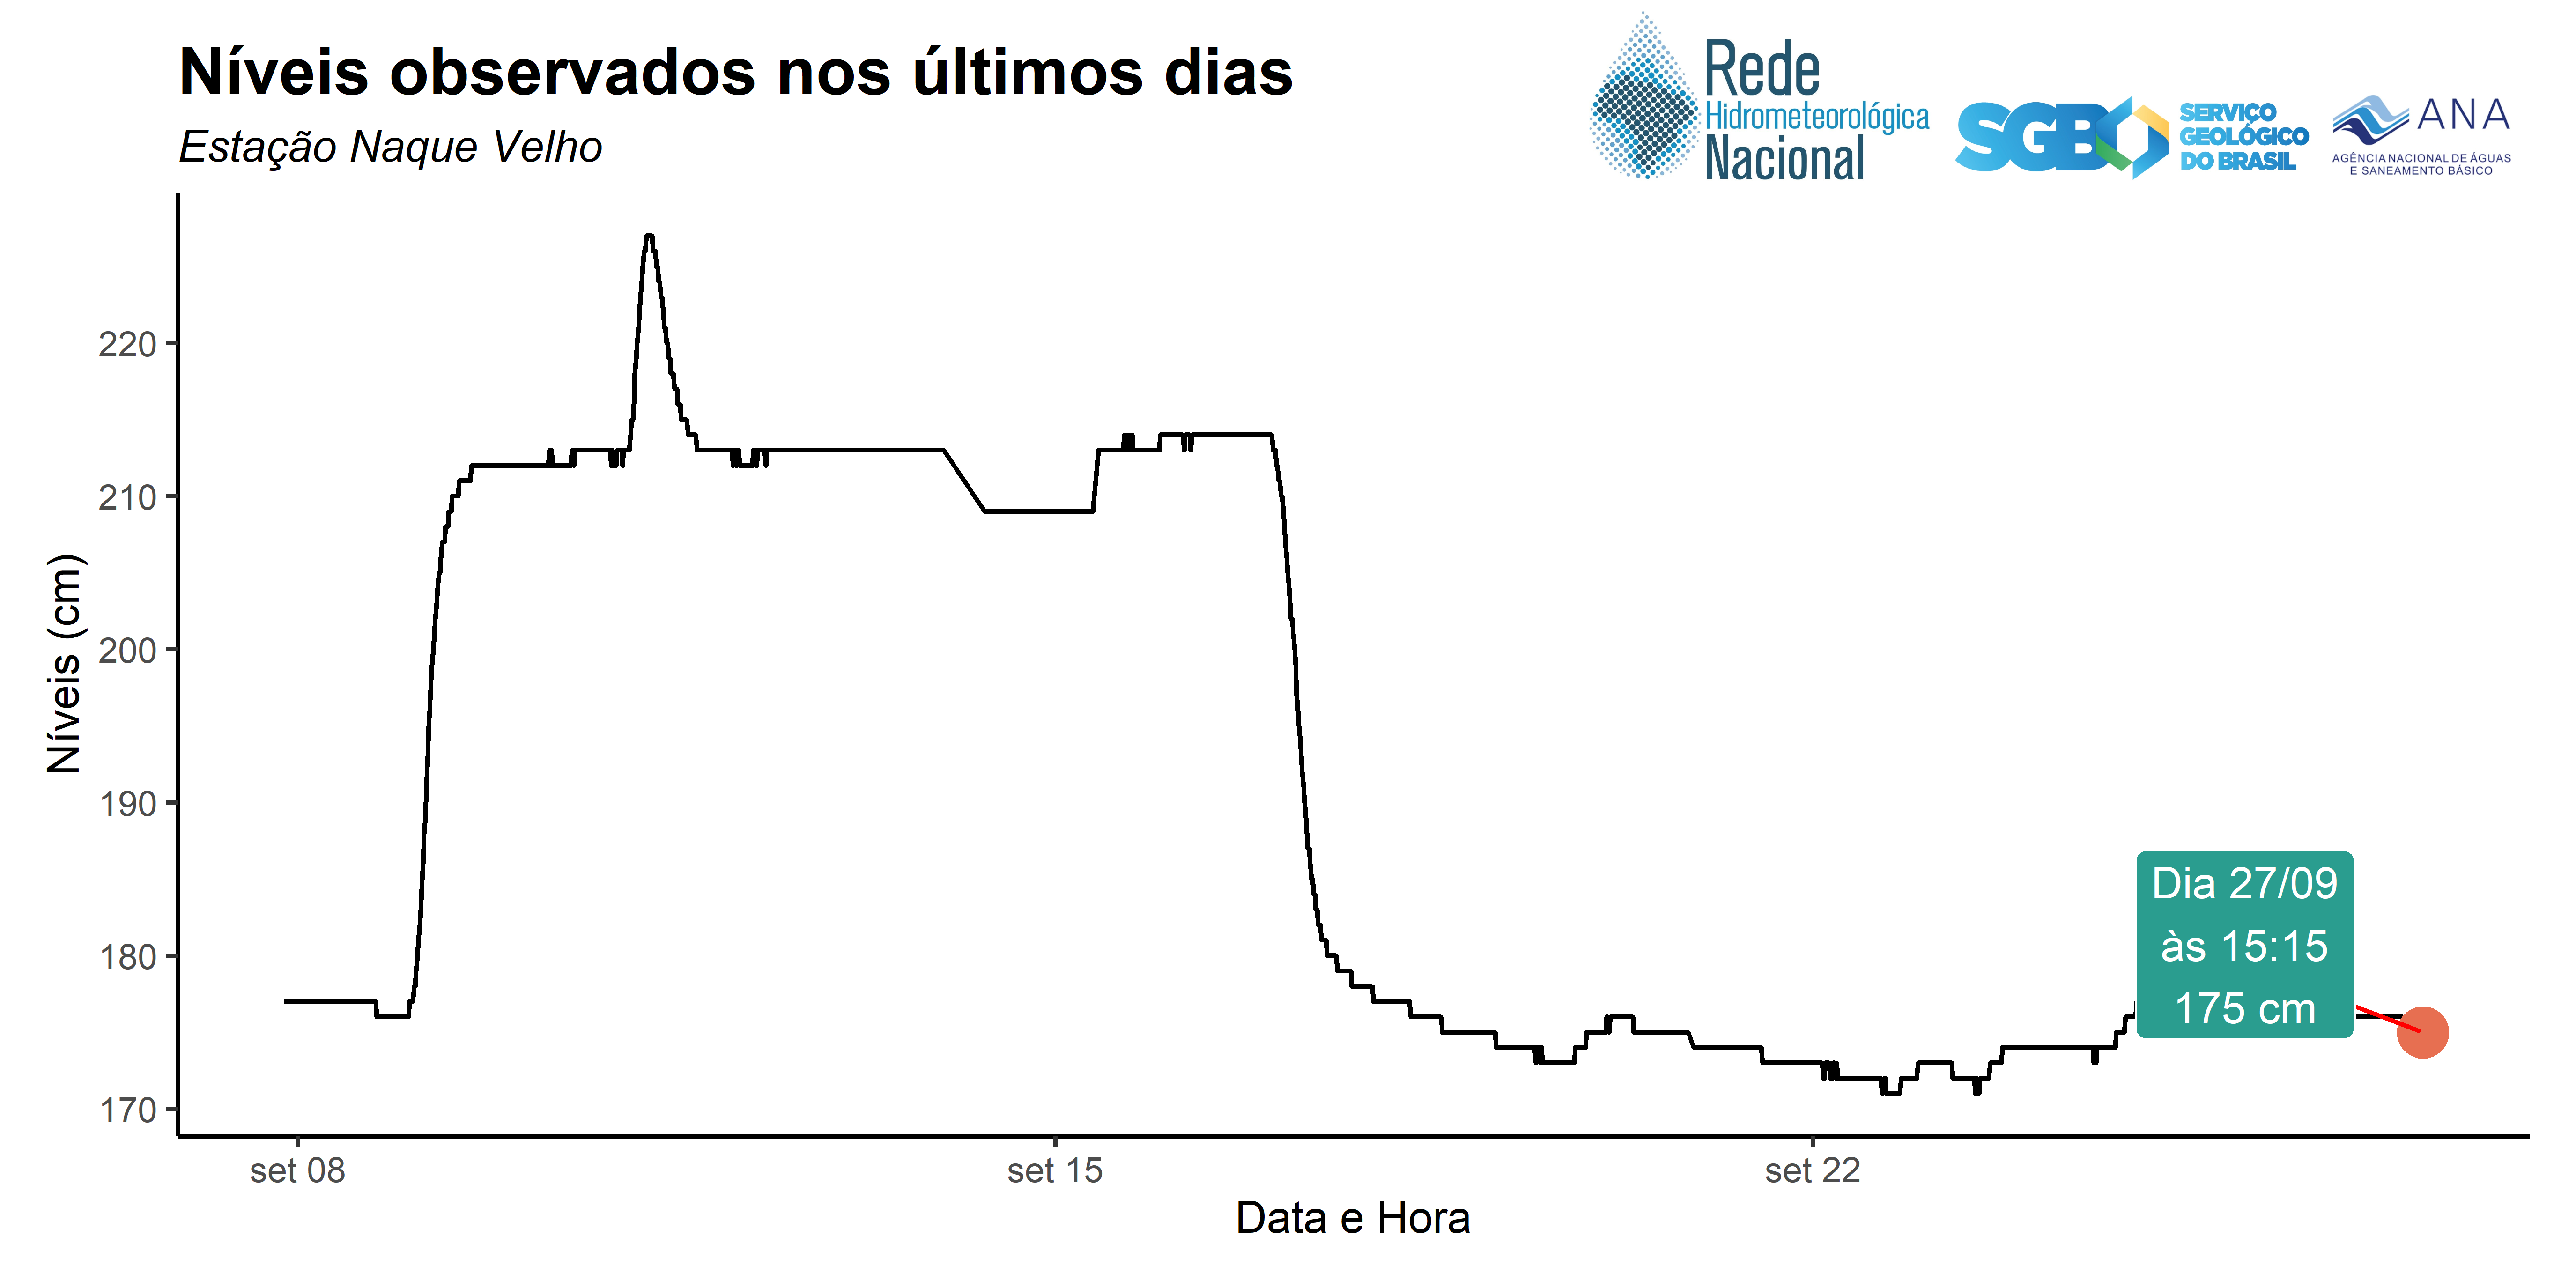 Níveis observados nos últimos dias
Estação Naque Velho
Rede
Hidrometeorológica
Nacional
SGB
SERVIÇO
GEOLÓGICO
DO BRASIL
ANA
AGÊNCIA NACIONAL DE ÁGUAS
E SANEAMENTO BÁSICO
Níveis (cm)
220
210
200
190
180
170
Dia 27/09
às 15:15
175 cm
set 08
set 15
set 22
Data e Hora